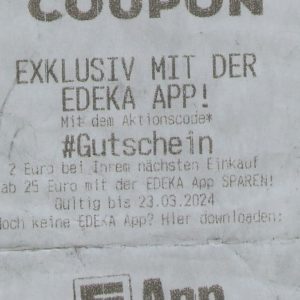 COUPON
EXKLUSIV MIT DER
EDEKA APP!
Mit dem Aktionscode*
#Gutschein
2 Euro bei Ihrem nächsten Einkauf
ab 25 Euro mit der EDEKA App SPAREN!
Gültig bis 23.03.2024
Noch keine EDEKA App? Hier downloaden:
App